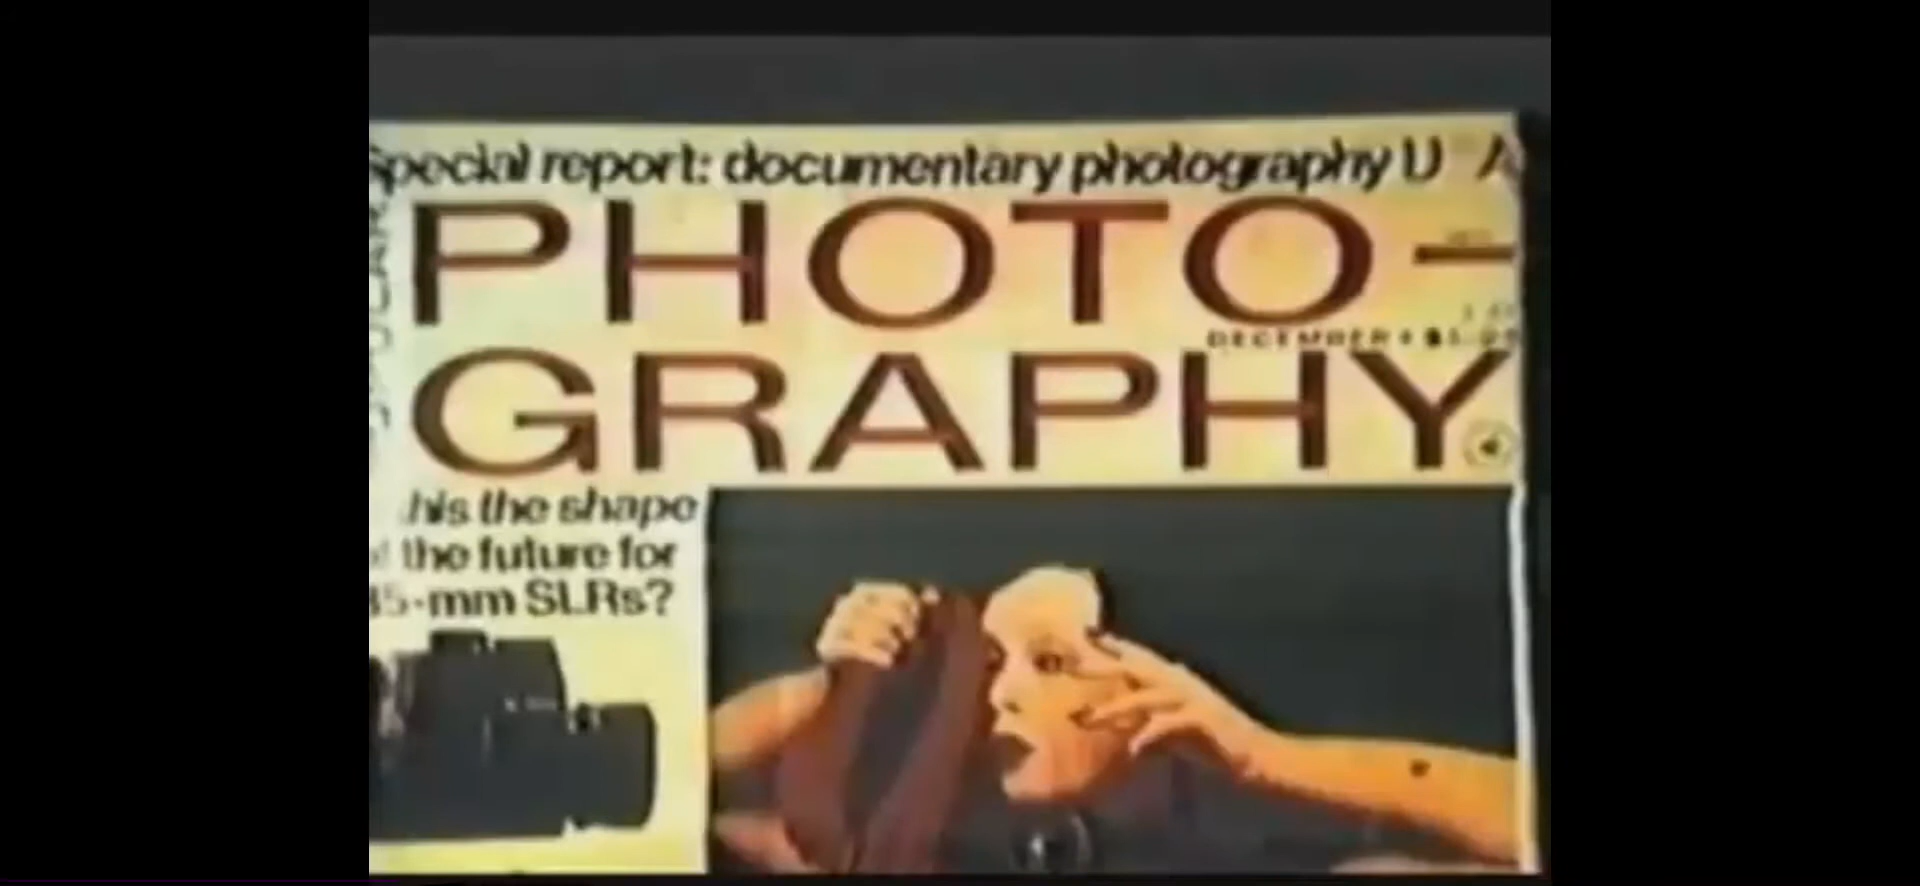 Special report: documentary photography U A
PHOTO-
DECEMBER
GRAPHY
his the shape
the future for
5-mm SLRs?